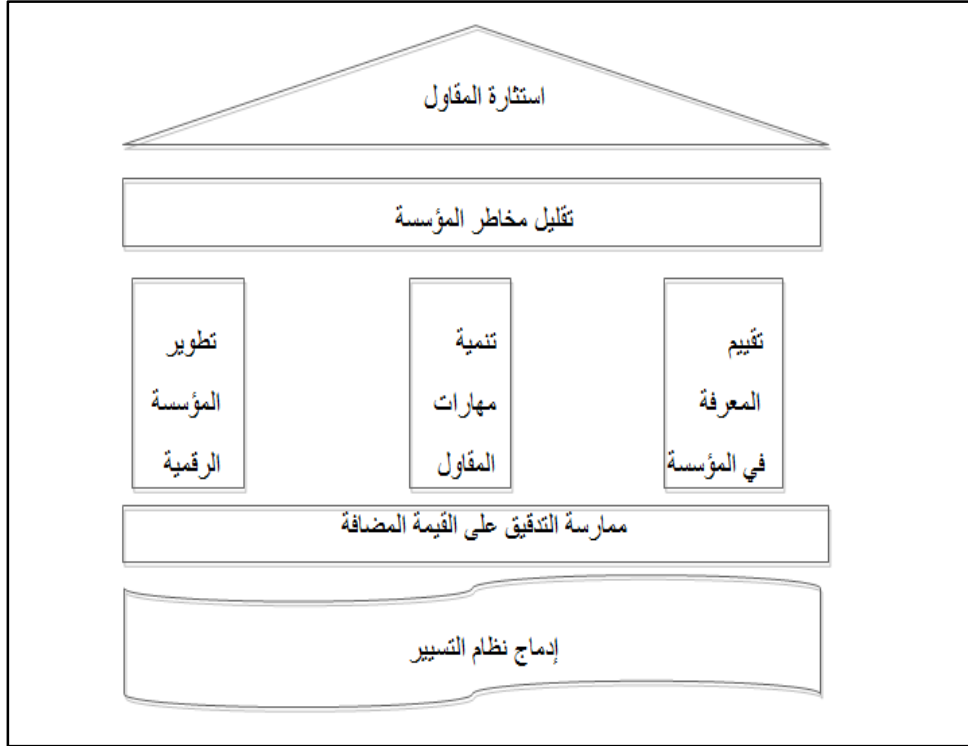 استثارة المقاول
تقليل مخاطر المؤسسة
تقييم
المعرفة
في المؤسسة
تنمية
مهارات
المقاول
تطوير
المؤسسة
الرقمية
ممارسة التدقيق على القيمة المضافة
إدماج نظام التسيير